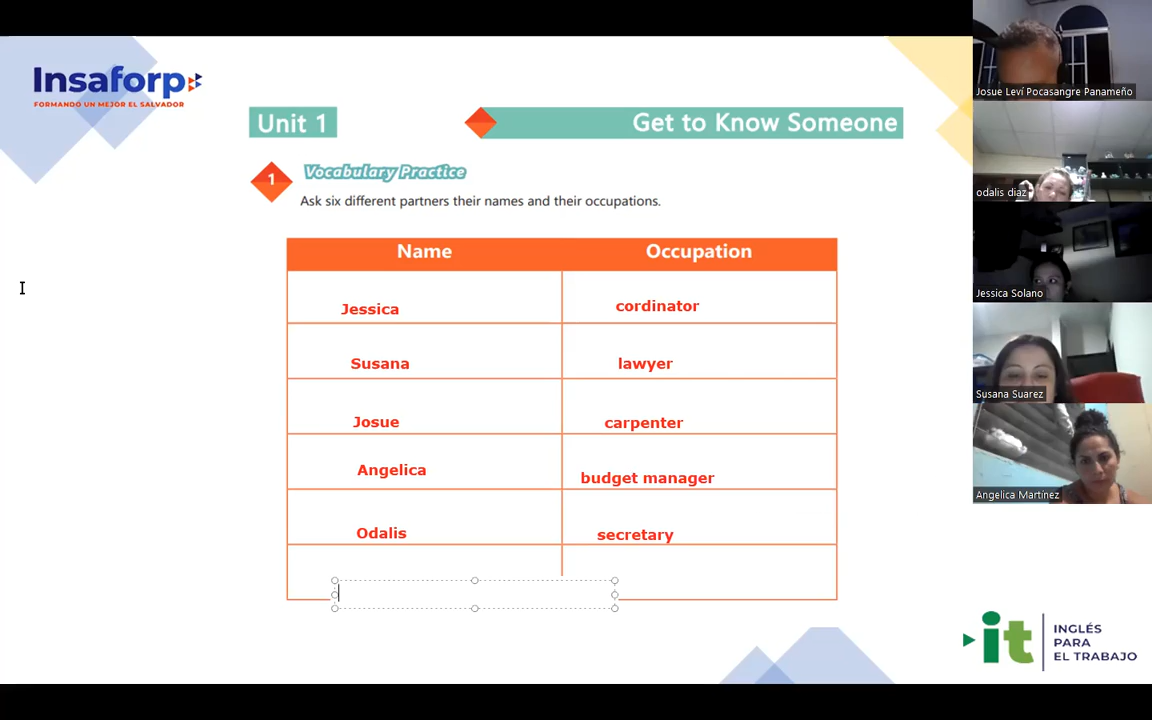 Insaforp
FORMANDO UN MEJOR EL SALVADOR
Unit 1
Get to Know Someone
1
Vocabulary Practice
Ask six different partners their names and their occupations.
Name Occupation
Jessica cordinator
Susana lawyer
Josue carpenter
Angelica budget manager
Odalis secretary
it
INGLÉS
PARA
EL TRABAJO
Josue Leví Pocasangre Panameño
odalis diaz
Jessica Solano
Susana Suarez
Angelica Martínez